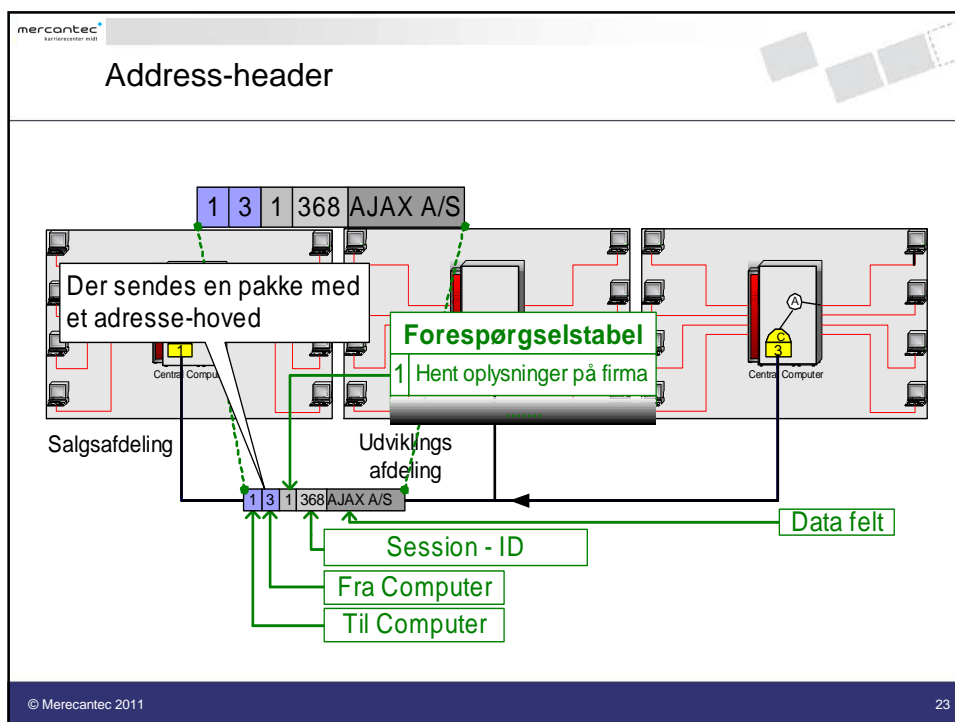 mercantec
karrierecenter midt
Address-header
1 3 1 368 AJAX A/S
Der sendes en pakke med
et adresse-hoved
1
Central Compu
Forespørgselstabel
1 Hent oplysninger på firma
A
C
3
Central Computer
Salgsafdeling
Udviklings
afdeling
1 3 1 368 AJAX A/S
Data felt
Session - ID
Fra Computer
Til Computer
© Merecantec 2011
23